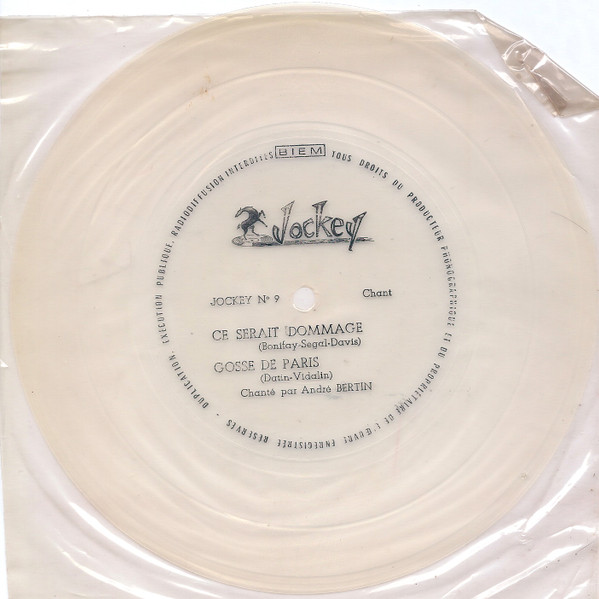 BIEM
TOUS DROITS DU PRODUCTEUR PHONOGRAPHIQUE ET DU PROPRIÉTAIRE DE L'ŒUVRE ENREGISTRÉE RÉSERVÉS · DUPLICATION, EXÉCUTION PUBLIQUE, RADIODIFFUSION INTERDITES
Jockey
JOCKEY N° 9 Chant
CE SERAIT DOMMAGE
(Bonifay-Segal-Davis)
GOSSE DE PARIS
(Datin-Vidalin)
Chanté par André BERTIN